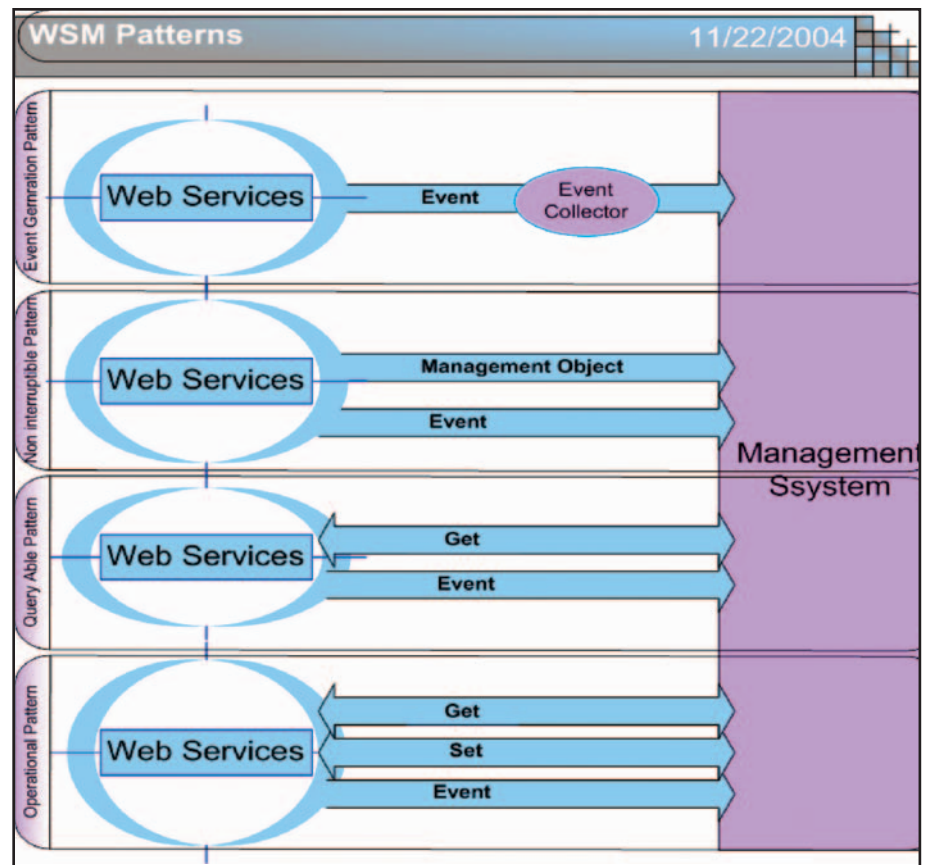 WSM Patterns
11/22/2004
Event Gemration Pattern
Web Services
Event
Event
Collector
Non interruptible Pattern
Web Services
Management Object
Event
Management
Ssystem
Query Able Pattern
Web Services
Get
Event
Operational Pattern
Web Services
Get
Set
Event